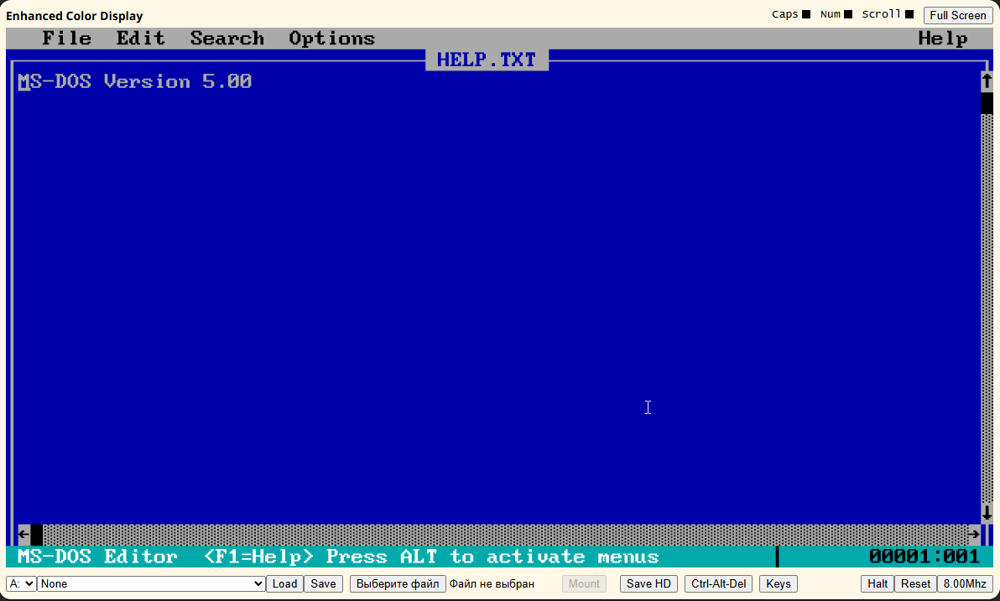 Enhanced Color Display Caps Num Scroll Full Screen
File Edit Search Options Help
HELP.TXT
MS-DOS Version 5.00
MS-DOS Editor <F1=Help> Press ALT to activate menus 00001:001
A: None Load Save Выберите файл Файл не выбран Mount Save HD Ctrl-Alt-Del Keys Halt Reset 8.00Mhz